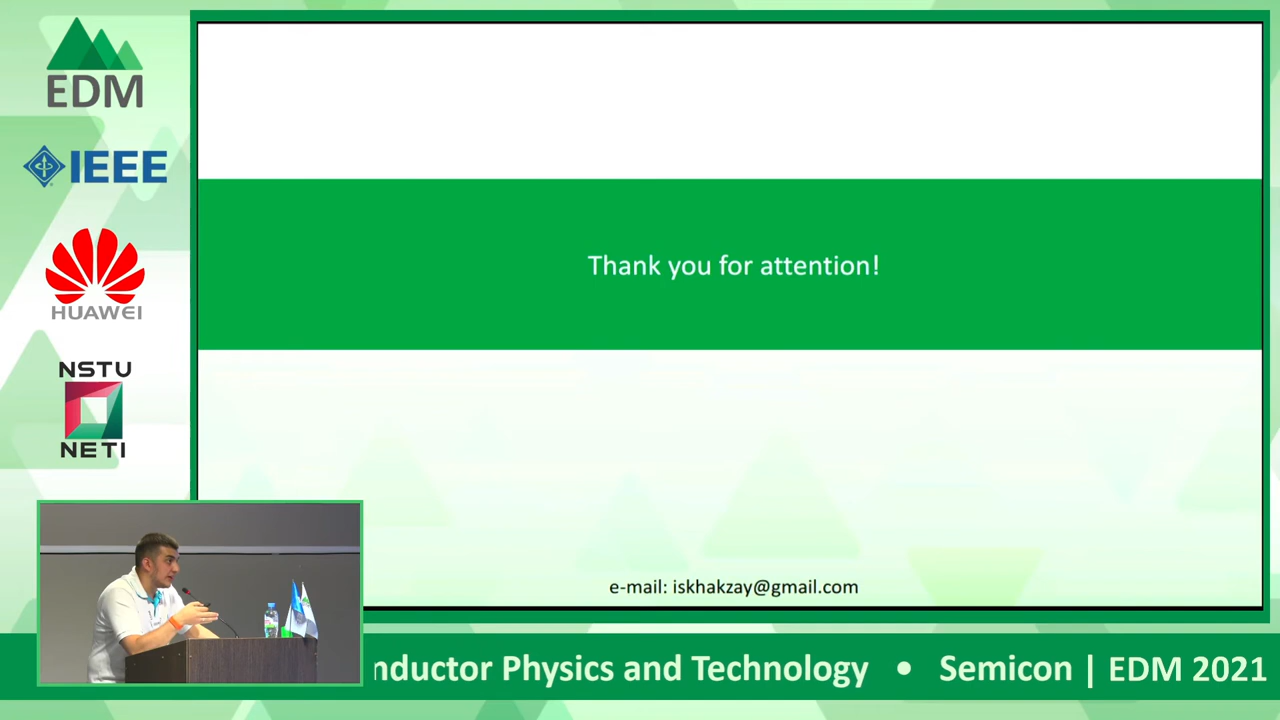 EDM
IEEE
HUAWEI
NSTU
NETI
Thank you for attention!
e-mail: iskhakzay@gmail.com
nductor Physics and Technology • Semicon | EDM 2021